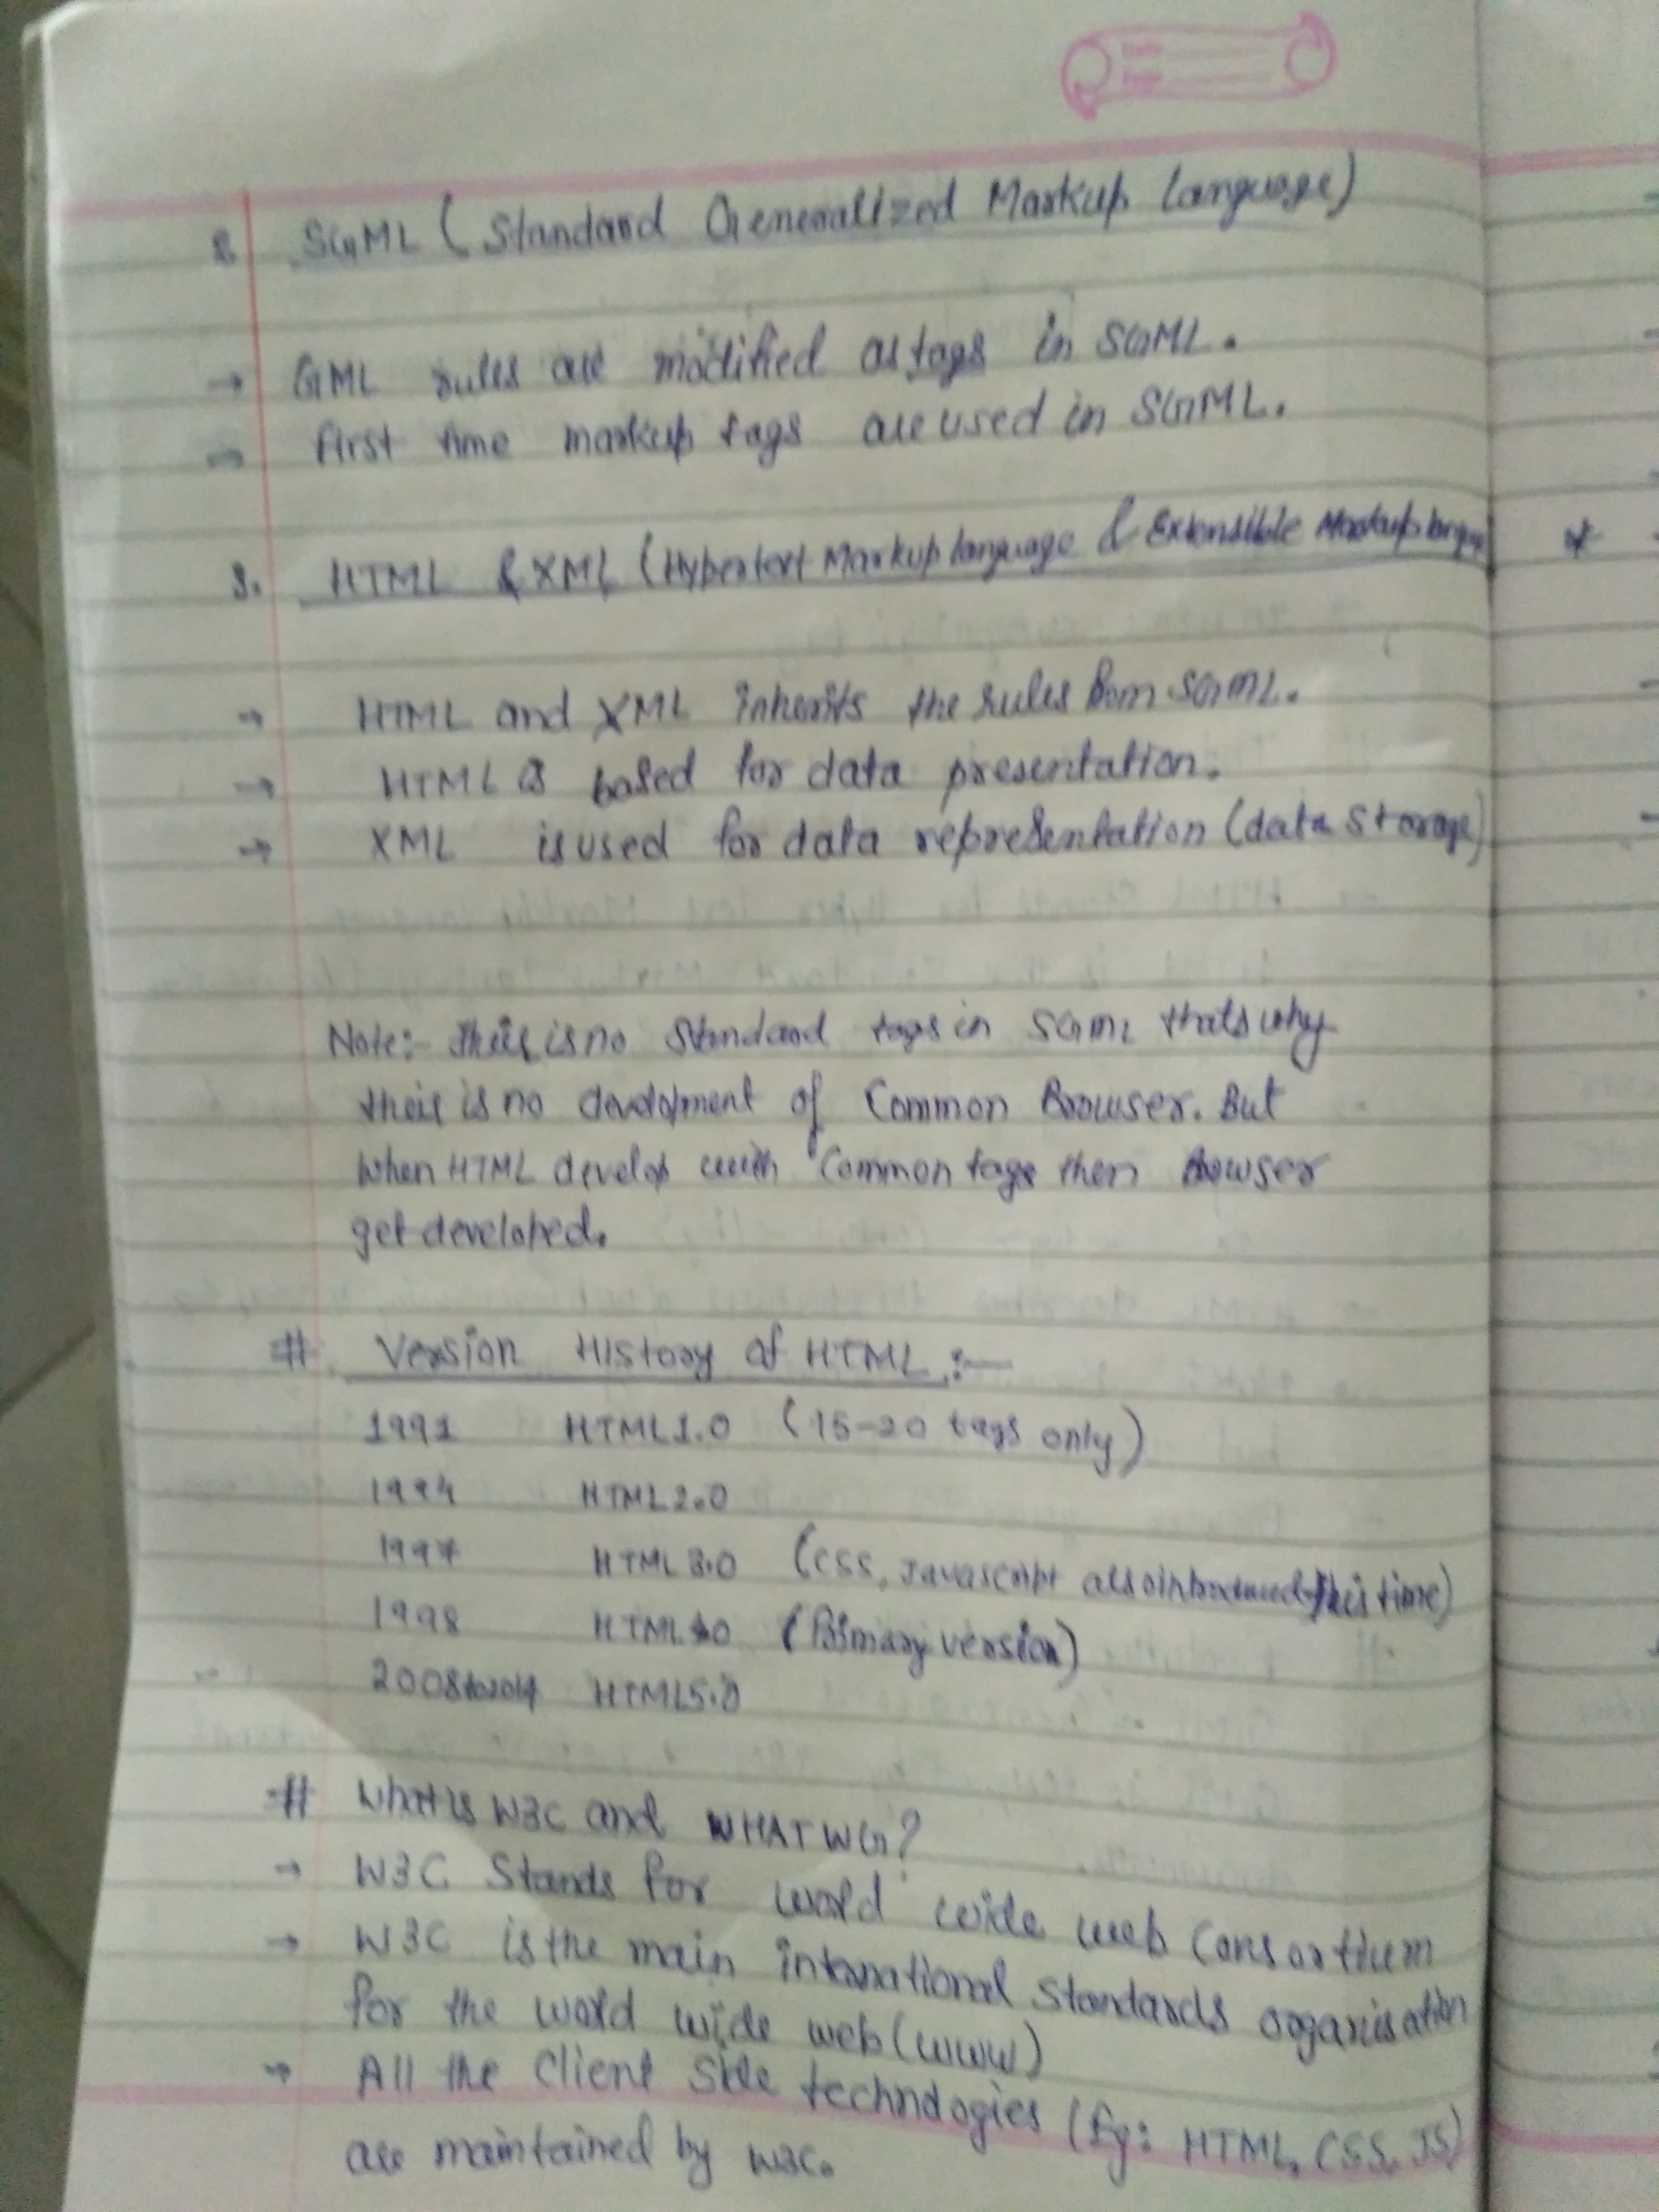 2. SGML (Standard Generalized Markup Language)
→ GML rules are modified as tags in SGML.
→ First time markup tags are used in SGML.
3. HTML & XML (Hypertext Markup language & Extensible Markup langu
→ HTML and XML inherits the rules from SGML.
→ HTML is based for data presentation.
→ XML is used for data representation (data storage)
Note:- their is no Standard tags in SGML thats why
their is no development of Common Browser. But
when HTML develop with Common tags then Browser
get developed.
# Version History of HTML :-
1991 HTML1.0 (15-20 tags only)
1994 HTML2.0
1997 HTML3.0 (CSS, Javascript also introduced this time)
1998 HTML4.0 (Primary version)
2008 to 2014 HTML5.0
# What is W3C and WHATWG?
→ W3C Stands for world wide web Consortium
→ W3C is the main international Standards organisation
for the world wide web (WWW)
→ All the Client Side technologies (Eg: HTML, CSS, JS)
are maintained by W3C.